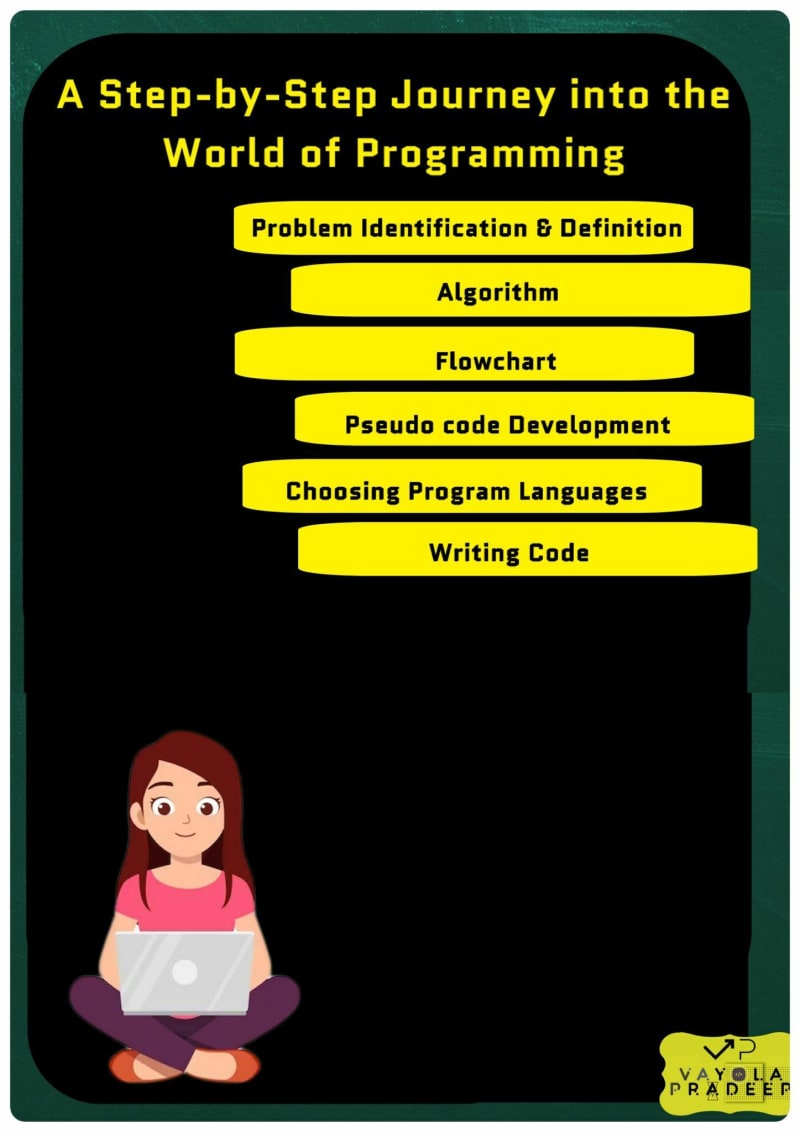 A Step-by-Step Journey into the
World of Programming
Problem Identification & Definition
Algorithm
Flowchart
Pseudo code Development
Choosing Program Languages
Writing Code
VP
VAYOLA
PRADEEP